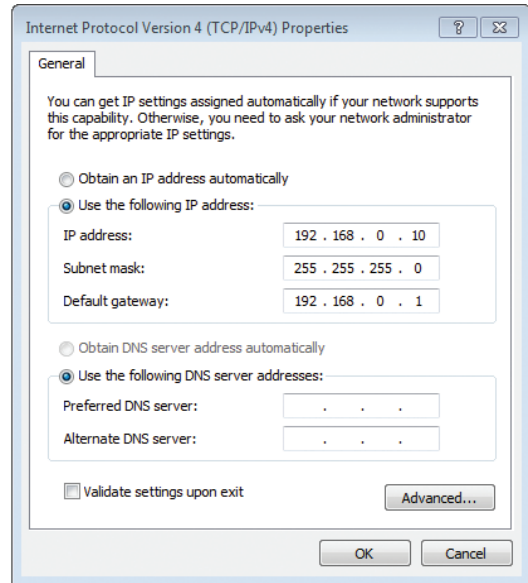 Internet Protocol Version 4 (TCP/IPv4) Properties
General
You can get IP settings assigned automatically if your network supports
this capability. Otherwise, you need to ask your network administrator
for the appropriate IP settings.
Obtain an IP address automatically
Use the following IP address:
IP address: 192 . 168 . 0 . 10
Subnet mask: 255 . 255 . 255 . 0
Default gateway: 192 . 168 . 0 . 1
Obtain DNS server address automatically
Use the following DNS server addresses:
Preferred DNS server: . . .
Alternate DNS server: . . .
Validate settings upon exit
Advanced...
OK Cancel